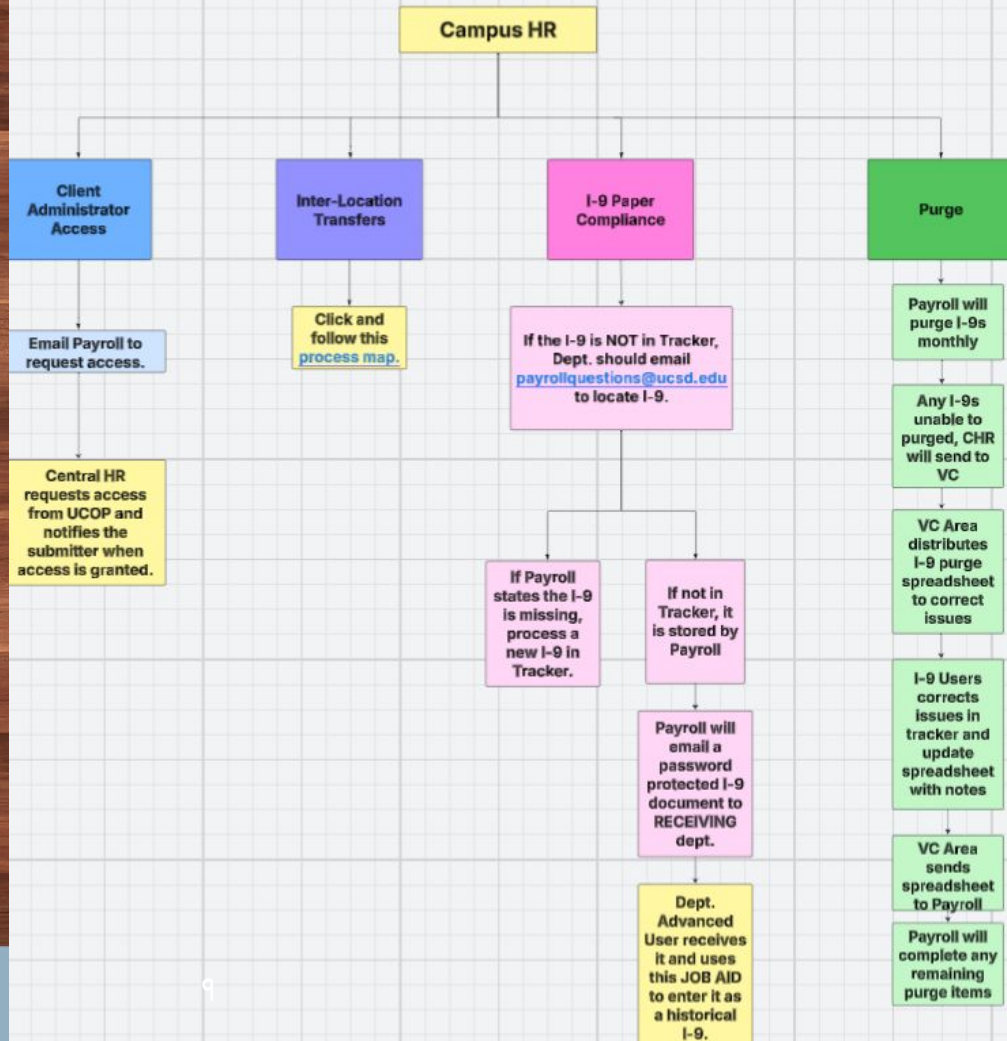 Campus HR
Client
Administrator
Access
Email Payroll to
request access.
Central HR
requests access
from UCOP and
notifies the
submitter when
access is granted.
Inter-Location
Transfers
Click and
follow this
process map.
I-9 Paper
Compliance
If the I-9 is NOT in Tracker,
Dept. should email
payrollquestions@ucsd.edu
to locate I-9.
If Payroll
states the I-9
is missing,
process a
new I-9 in
Tracker.
If not in
Tracker, it
is stored by
Payroll
Payroll will
email a
password
protected I-9
document to
RECEIVING
dept.
Dept.
Advanced
User receives
it and uses
this JOB AID
to enter it as
a historical
I-9.
Purge
Payroll will
purge I-9s
monthly
Any I-9s
unable to
purged, CHR
will send to
VC
VC Area
distributes
I-9 purge
spreadsheet
to correct
issues
I-9 Users
corrects
issues in
tracker and
update
spreadsheet
with notes
VC Area
sends
spreadsheet
to Payroll
Payroll will
complete any
remaining
purge items
9